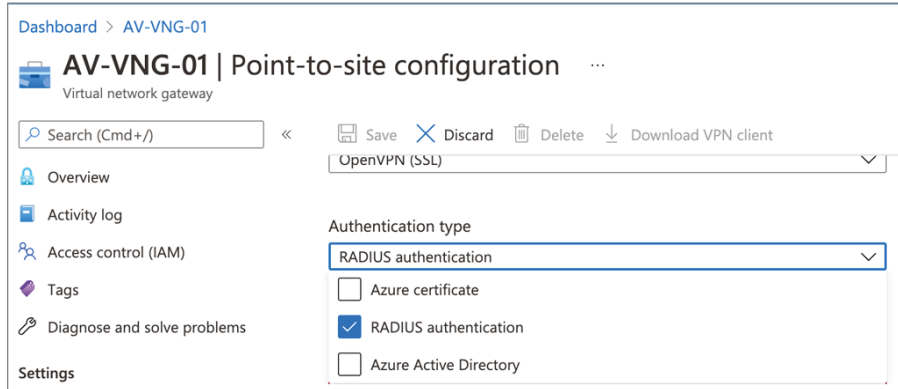 Dashboard > AV-VNG-01
AV-VNG-01 | Point-to-site configuration ...
Virtual network gateway
Search (Cmd+/) «
Save Discard Delete Download VPN client
OpenVPN (SSL)
Overview
Activity log
Access control (IAM)
Tags
Diagnose and solve problems
Settings
Authentication type
RADIUS authentication
Azure certificate
RADIUS authentication
Azure Active Directory